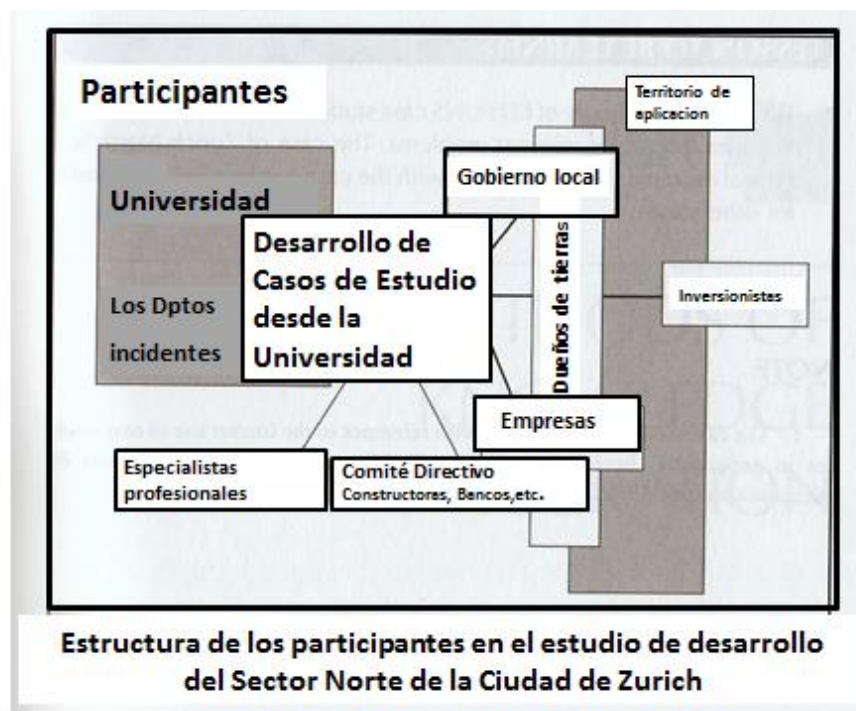 Participantes
Territorio de
aplicacion
Gobierno local
Universidad
Desarrollo de
Casos de Estudio
desde la
Universidad
Los Dptos
incidentes
Dueños de tierras
Inversionistas
Empresas
Especialistas
profesionales
Comité Directivo
Constructoras, Bancos,etc.
Estructura de los participantes en el estudio de desarrollo
del Sector Norte de la Ciudad de Zurich